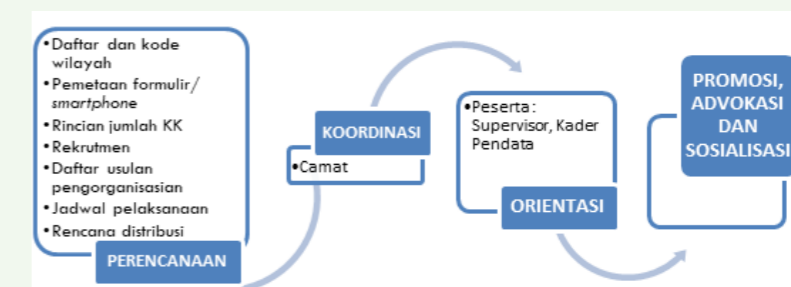 •Daftar dan kode
wilayah
•Pemetaan formulir/
smartphone
•Rincian jumlah KK
•Rekrutmen
•Daftar usulan
pengorganisasian
•Jadwal pelaksanaan
•Rencana distribusi
PERENCANAAN
KOORDINASI
•Camat
•Peserta:
Supervisor, Kader
Pendata
ORIENTASI
PROMOSI,
ADVOKASI
DAN
SOSIALISASI